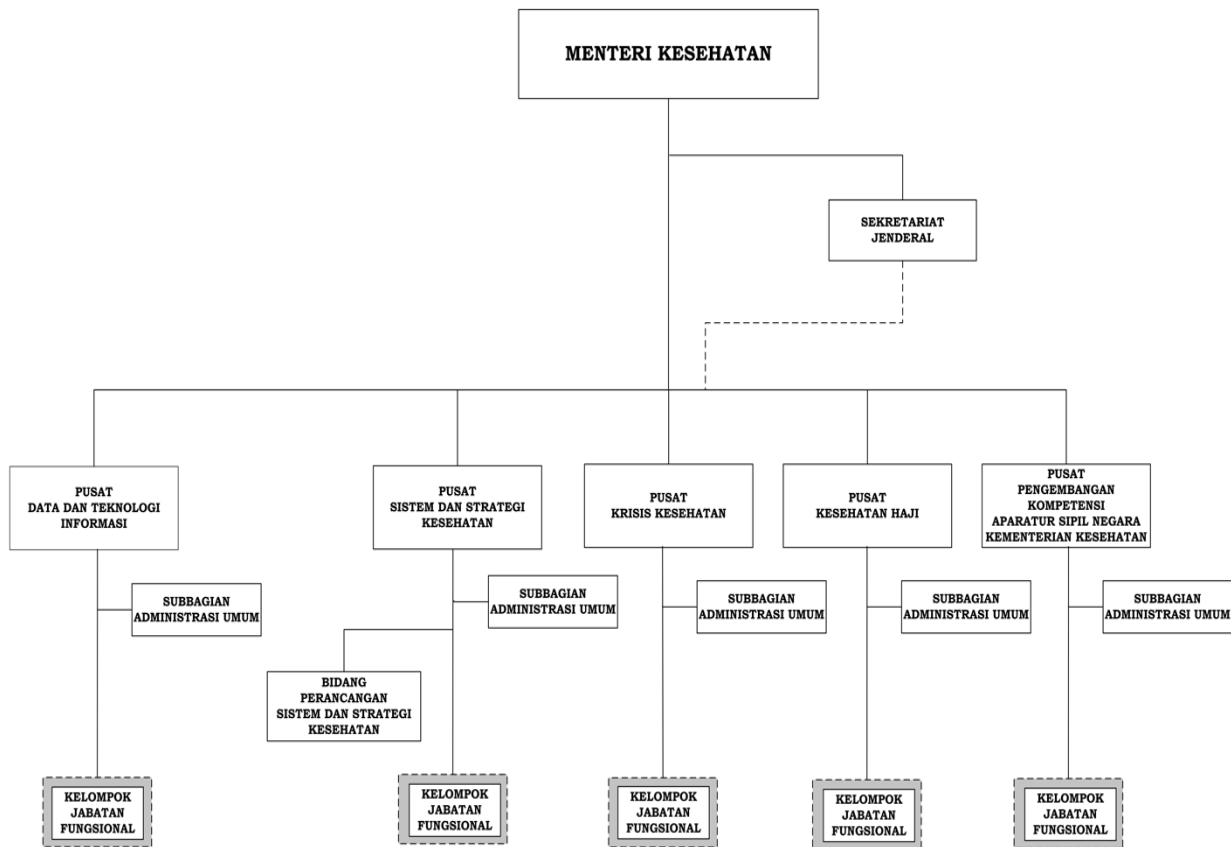 MENTERI KESEHATAN
SEKRETARIAT
JENDERAL
PUSAT
DATA DAN TEKNOLOGI
INFORMASI
PUSAT
SISTEM DAN STRATEGI
KESEHATAN
PUSAT
KRISIS KESEHATAN
PUSAT
KESEHATAN HAJI
PUSAT
PENGEMBANGAN
KOMPETENSI
APARATUR SIPIL NEGARA
KEMENTERIAN KESEHATAN
SUBBAGIAN
ADMINISTRASI UMUM
SUBBAGIAN
ADMINISTRASI UMUM
SUBBAGIAN
ADMINISTRASI UMUM
SUBBAGIAN
ADMINISTRASI UMUM
SUBBAGIAN
ADMINISTRASI UMUM
BIDANG
PERANCANGAN
SISTEM DAN STRATEGI
KESEHATAN
KELOMPOK
JABATAN
FUNGSIONAL
KELOMPOK
JABATAN
FUNGSIONAL
KELOMPOK
JABATAN
FUNGSIONAL
KELOMPOK
JABATAN
FUNGSIONAL
KELOMPOK
JABATAN
FUNGSIONAL